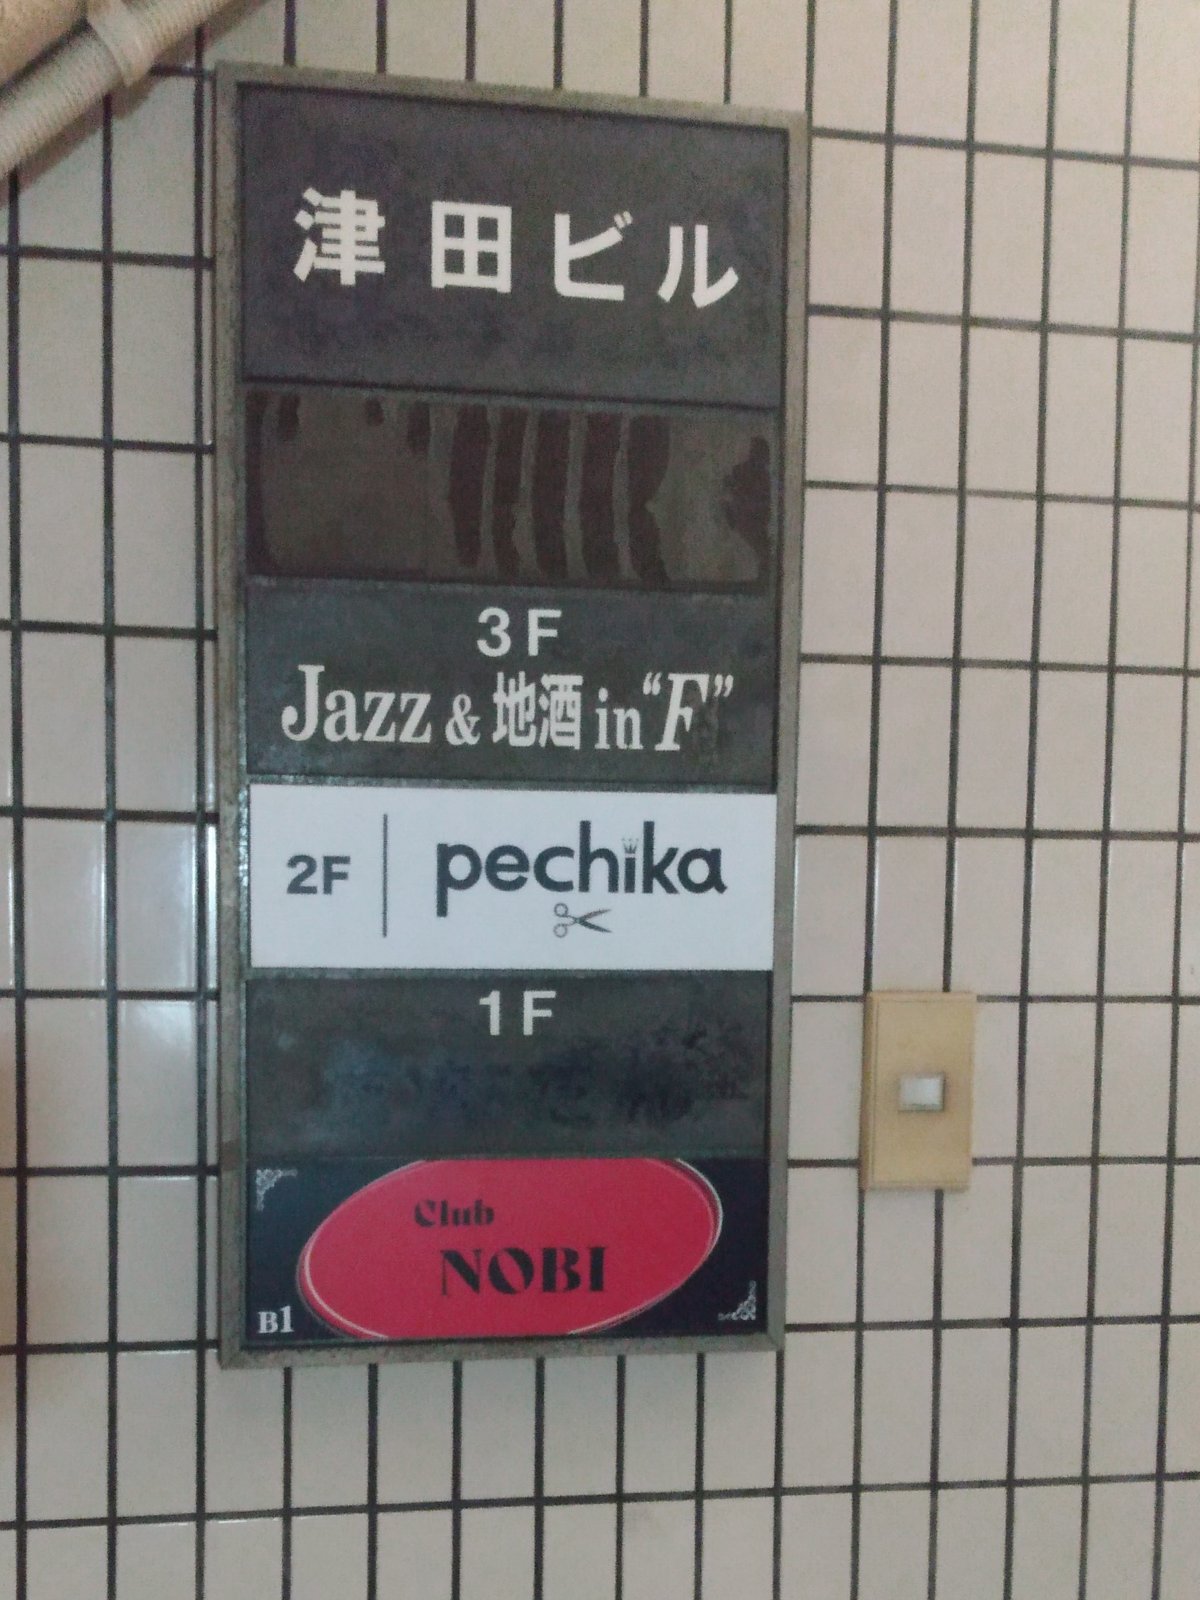 津田ビル
3F
Jazz & 地酒 in "F"
2F
pechika
1F
Club
NOBI
B1